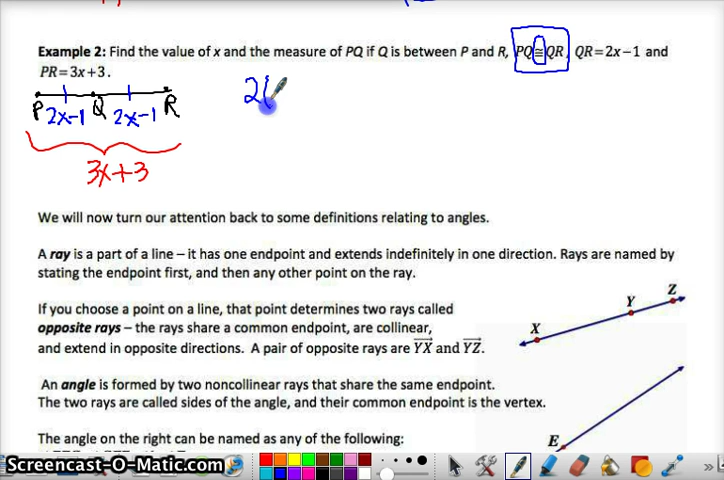 Example 2: Find the value of x and the measure of PQ if Q is between P and R, PQ ≅ QR, QR = 2x − 1 and
PR = 3x + 3.
2(
P 2x-1 Q 2x-1 R
3x+3
We will now turn our attention back to some definitions relating to angles.
A ray is a part of a line – it has one endpoint and extends indefinitely in one direction. Rays are named by
stating the endpoint first, and then any other point on the ray.
If you choose a point on a line, that point determines two rays called
opposite rays – the rays share a common endpoint, are collinear,
and extend in opposite directions. A pair of opposite rays are YX and YZ.
X Y Z
An angle is formed by two noncollinear rays that share the same endpoint.
The two rays are called sides of the angle, and their common endpoint is the vertex.
The angle on the right can be named as any of the following:
E
Screencast-O-Matic.com